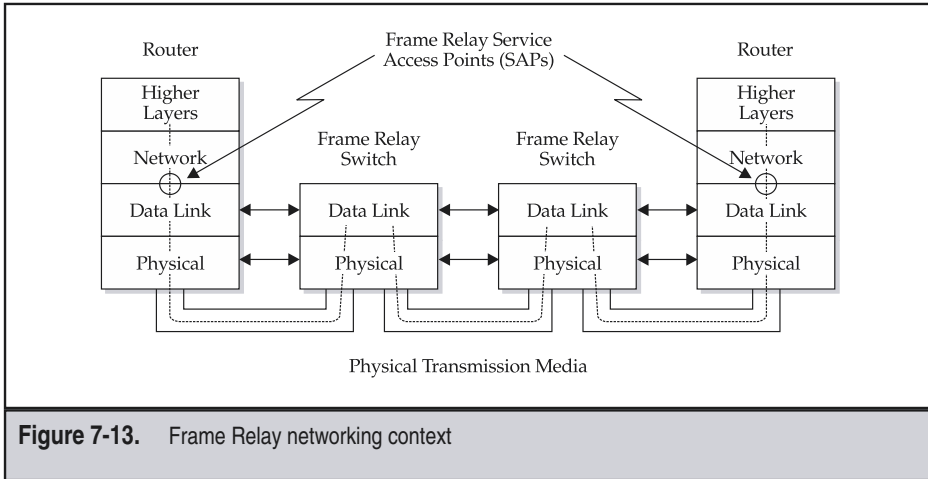 Router
Frame Relay Service
Access Points (SAPs)
Router
Higher
Layers
Network
Data Link
Physical
Frame Relay
Switch
Data Link
Physical
Frame Relay
Switch
Data Link
Physical
Higher
Layers
Network
Data Link
Physical
Physical Transmission Media
Figure 7-13. Frame Relay networking context